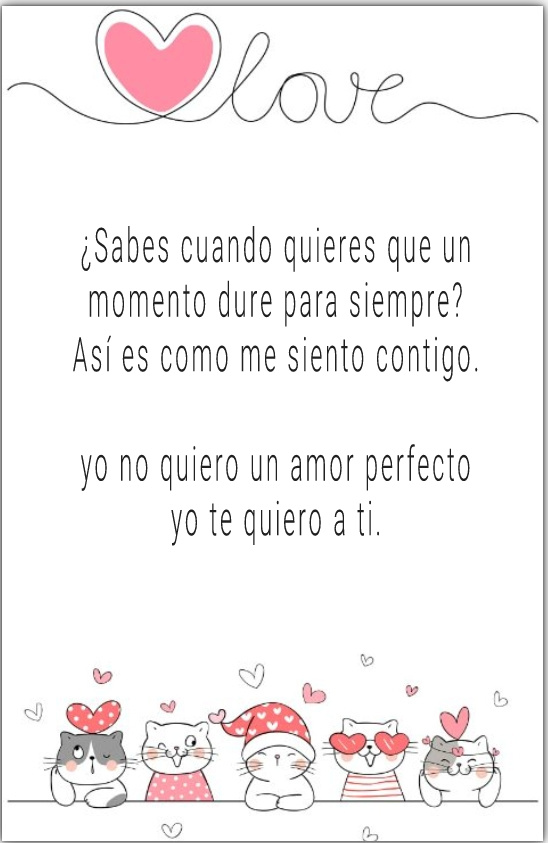 love
¿Sabes cuando quieres que un
momento dure para siempre?
Así es como me siento contigo.
yo no quiero un amor perfecto
yo te quiero a ti.